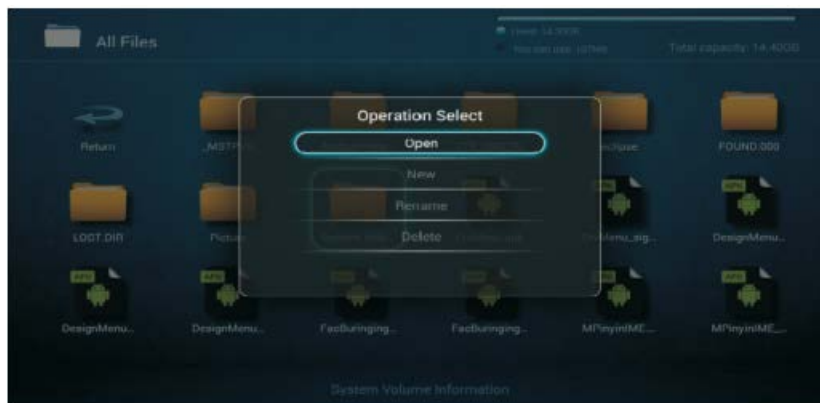 All Files
Total capacity: 14.40GB
Operation Select
Open
New
Rename
Delete
Return
FOUND.000
LOST.DIR
Picture
DesignMenu...
DesignMenu... DesignMenu... FacBuringing... FacBuringing... MPinyinIME_... MPinyinIME_...
System Volume Information